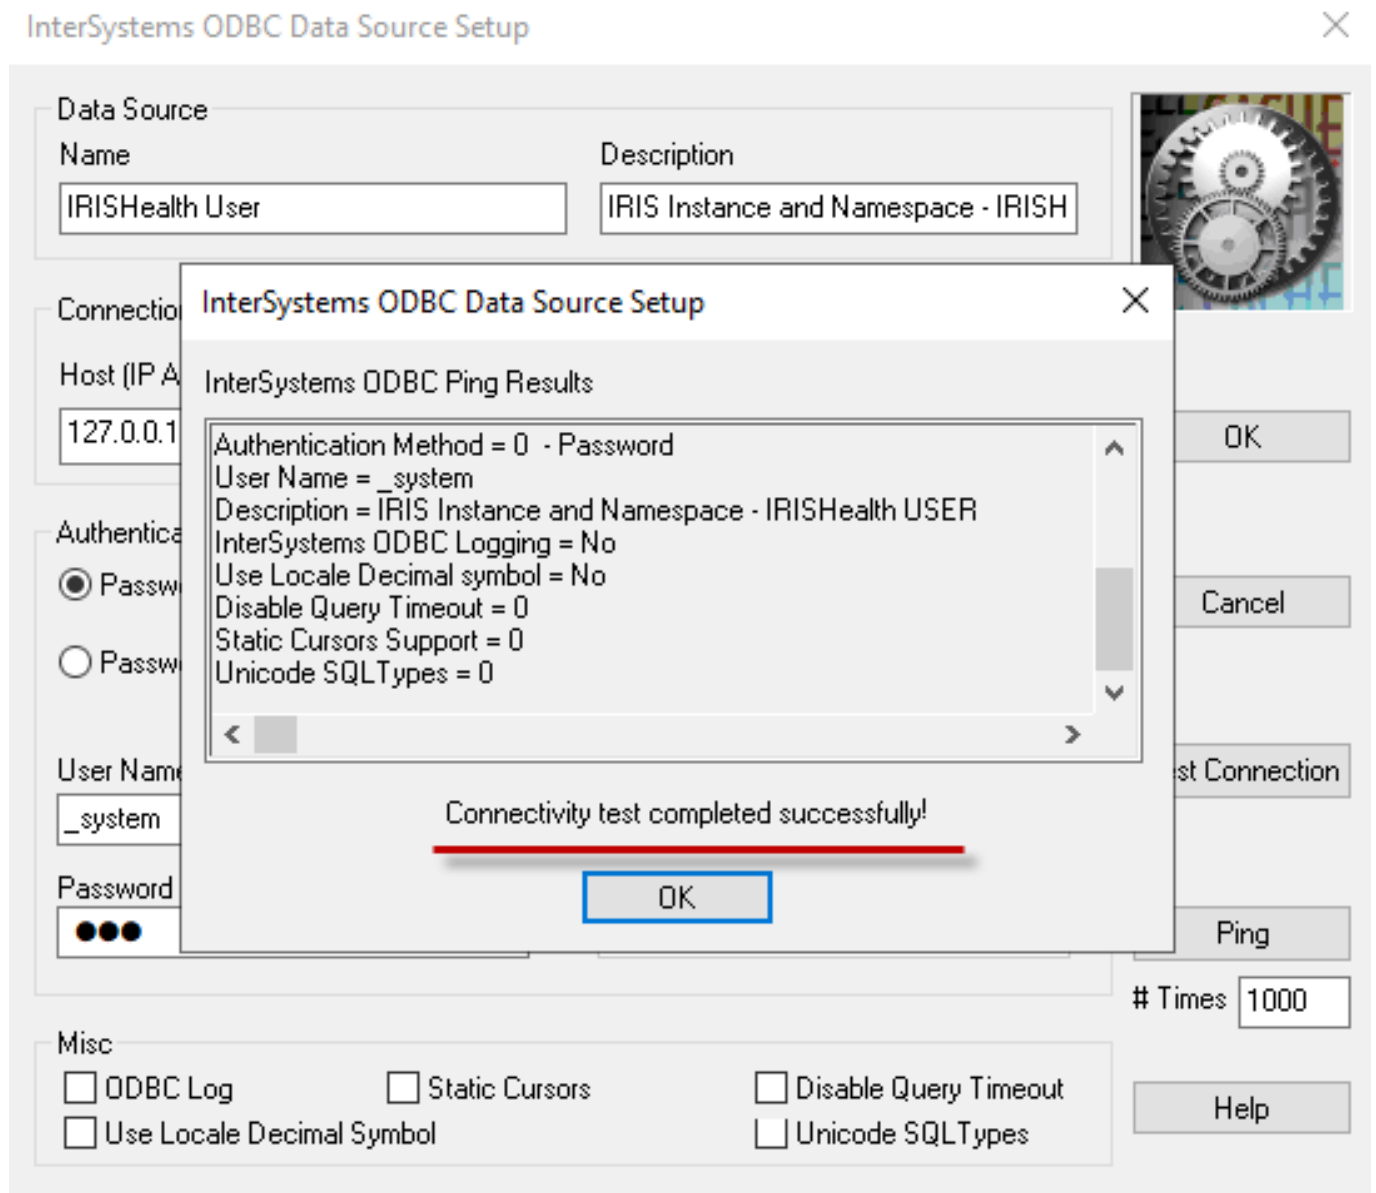 InterSystems ODBC Data Source Setup
Data Source
Name
Description
IRISHealth User
IRIS Instance and Namespace - IRISH
Connection
Host (IP A
127.0.0.1
Authentica
Passw
Passw
User Name
_system
Password
●●●
InterSystems ODBC Data Source Setup
InterSystems ODBC Ping Results
Authentication Method = 0 - Password
User Name = _system
Description = IRIS Instance and Namespace - IRISHealth USER
InterSystems ODBC Logging = No
Use Locale Decimal symbol = No
Disable Query Timeout = 0
Static Cursors Support = 0
Unicode SQLTypes = 0
Connectivity test completed successfully!
OK
OK
Cancel
st Connection
Ping
# Times
1000
Help
Misc
ODBC Log
Static Cursors
Disable Query Timeout
Use Locale Decimal Symbol
Unicode SQLTypes